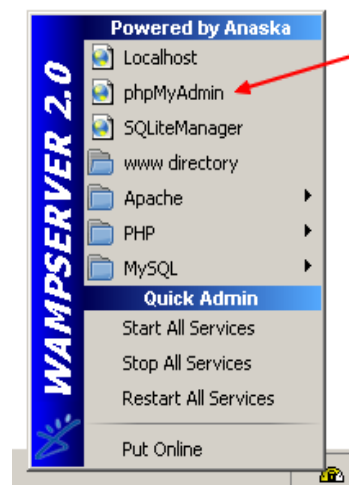 Powered by Anaska
Localhost
phpMyAdmin
SQLiteManager
www directory
Apache
PHP
MySQL
Quick Admin
Start All Services
Stop All Services
Restart All Services
Put Online
WAMPSERVER 2.0